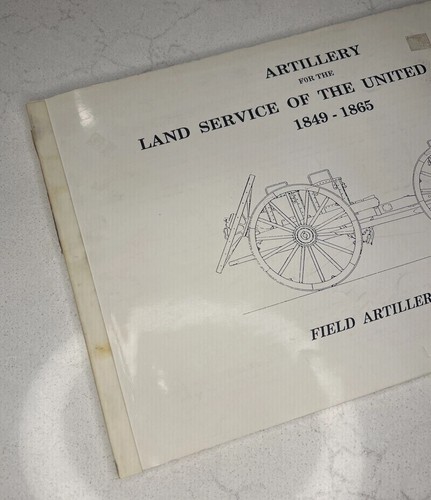 ARTILLERY
FOR THE
LAND SERVICE OF THE UNITED
1849 - 1865
FIELD ARTILLER